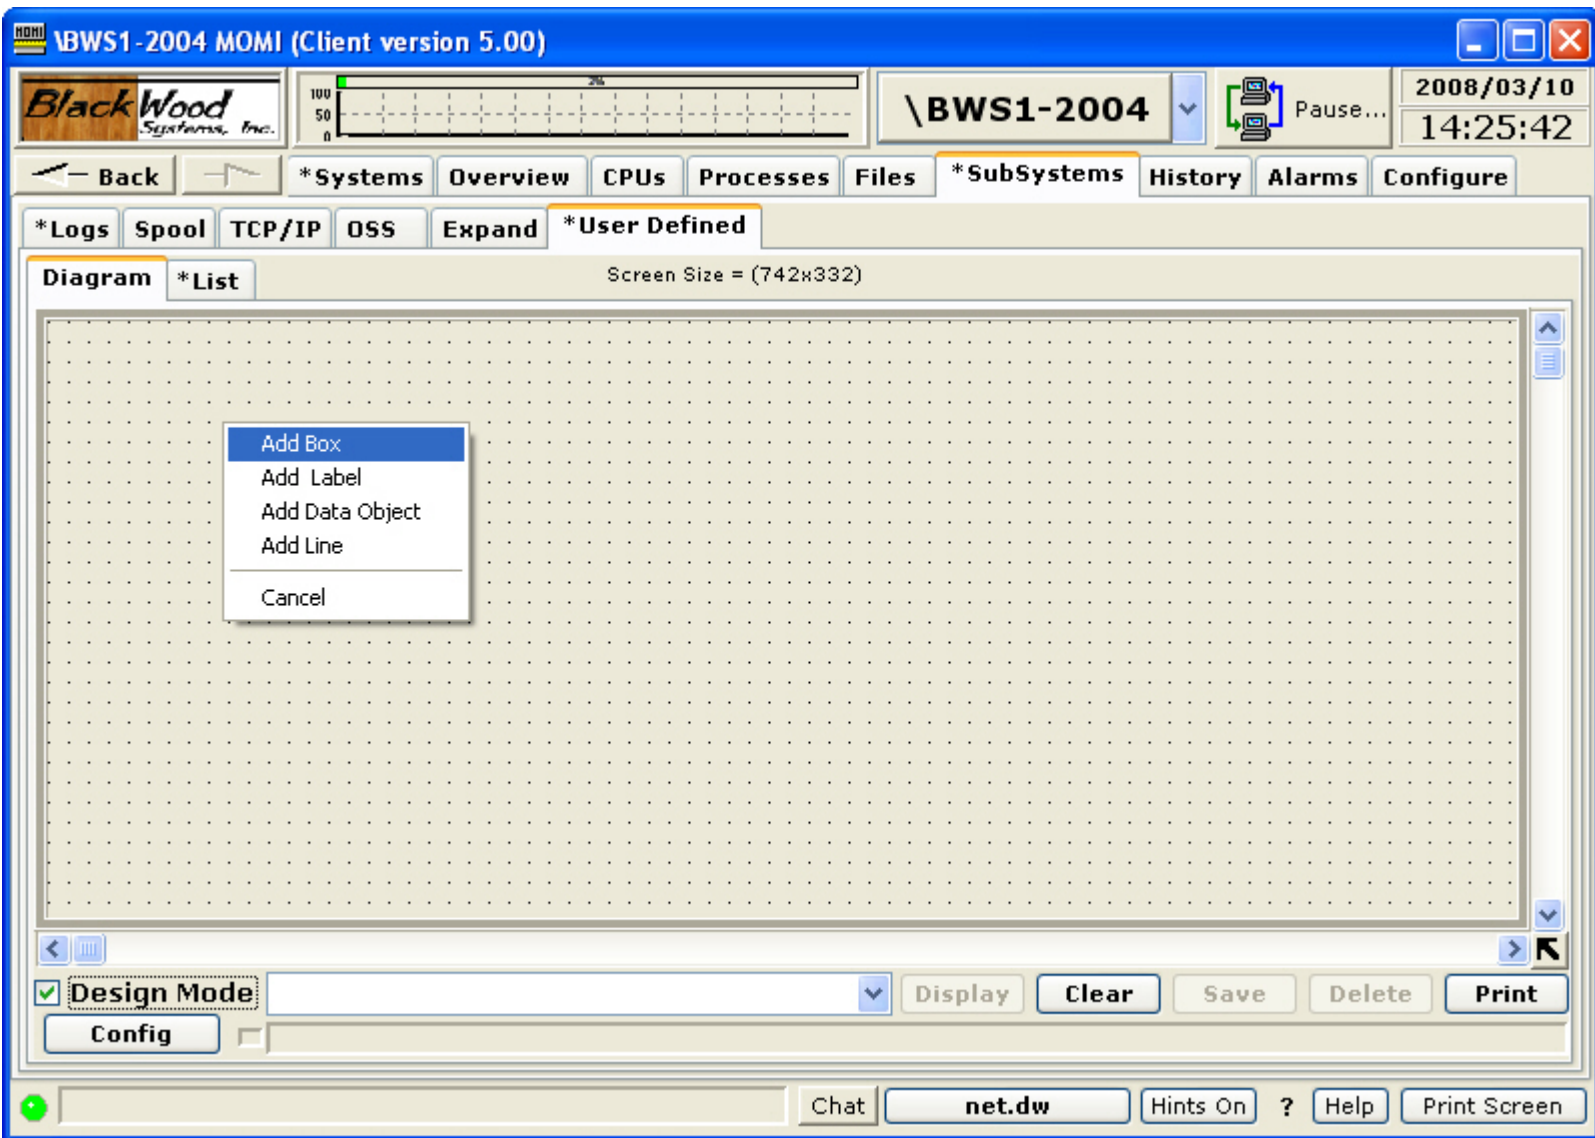 MOMI
\BWS1-2004 MOMI (Client version 5.00)
BlackWood
Systems, Inc.
2%
100
50
0
\BWS1-2004
Pause...
2008/03/10
14:25:42
Back
*Systems Overview CPUs Processes Files *SubSystems History Alarms Configure
*Logs Spool TCP/IP OSS Expand *User Defined
Diagram *List
Screen Size = (742x332)
Add Box
Add  Label
Add Data Object
Add Line
Cancel
Design Mode
Display Clear Save Delete Print
Config
Chat net.dw Hints On ? Help Print Screen